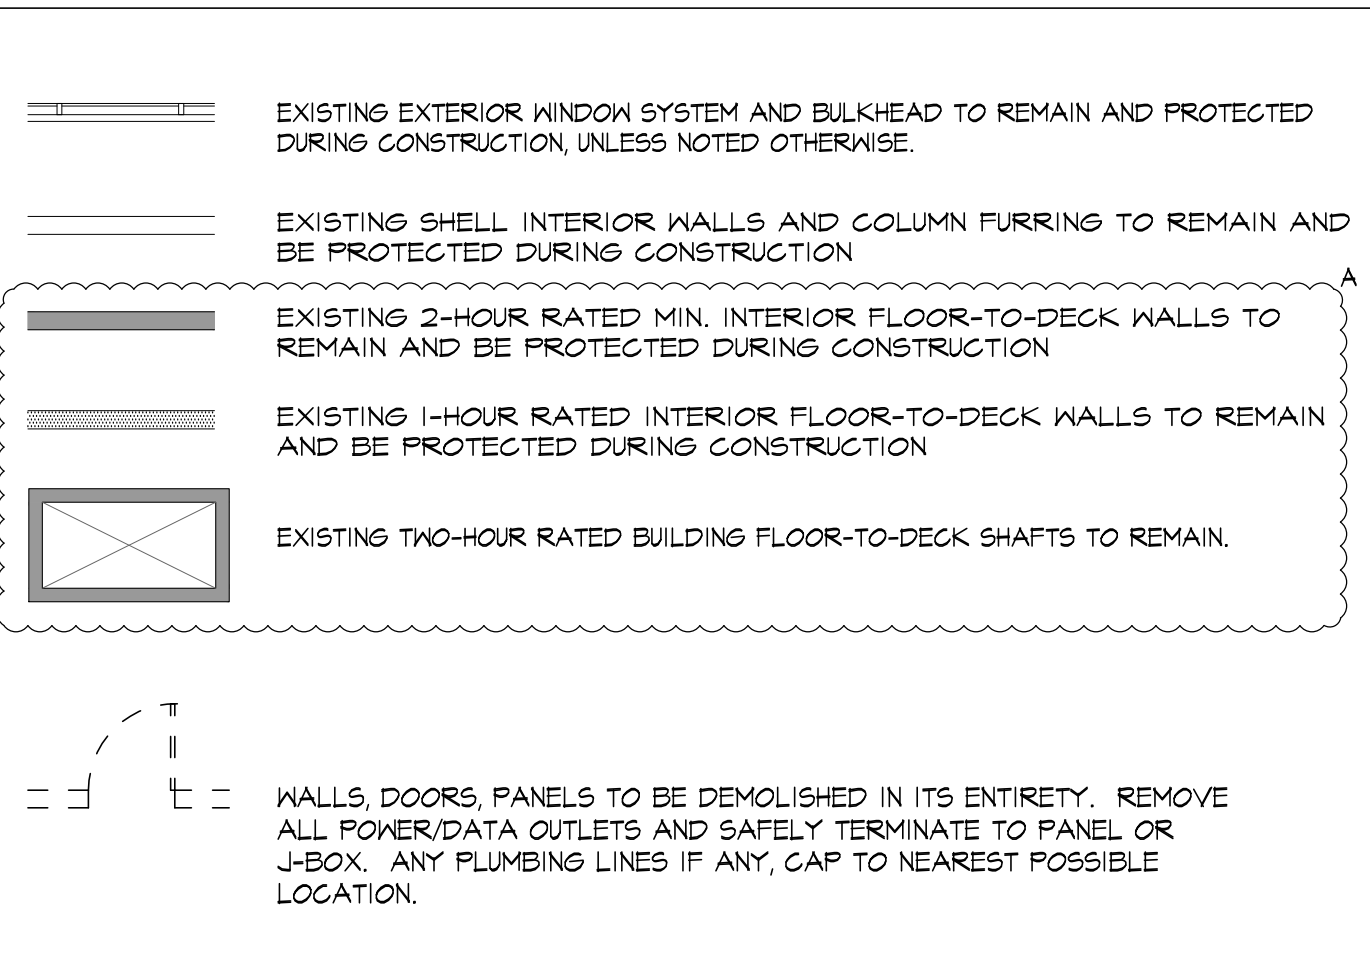 EXISTING EXTERIOR WINDOW SYSTEM AND BULKHEAD TO REMAIN AND PROTECTED
DURING CONSTRUCTION, UNLESS NOTED OTHERWISE.
EXISTING SHELL INTERIOR WALLS AND COLUMN FURRING TO REMAIN AND
BE PROTECTED DURING CONSTRUCTION
A
EXISTING 2-HOUR RATED MIN. INTERIOR FLOOR-TO-DECK WALLS TO
REMAIN AND BE PROTECTED DURING CONSTRUCTION
EXISTING 1-HOUR RATED INTERIOR FLOOR-TO-DECK WALLS TO REMAIN
AND BE PROTECTED DURING CONSTRUCTION
EXISTING TWO-HOUR RATED BUILDING FLOOR-TO-DECK SHAFTS TO REMAIN.
WALLS, DOORS, PANELS TO BE DEMOLISHED IN ITS ENTIRETY. REMOVE
ALL POWER/DATA OUTLETS AND SAFELY TERMINATE TO PANEL OR
J-BOX. ANY PLUMBING LINES IF ANY, CAP TO NEAREST POSSIBLE
LOCATION.